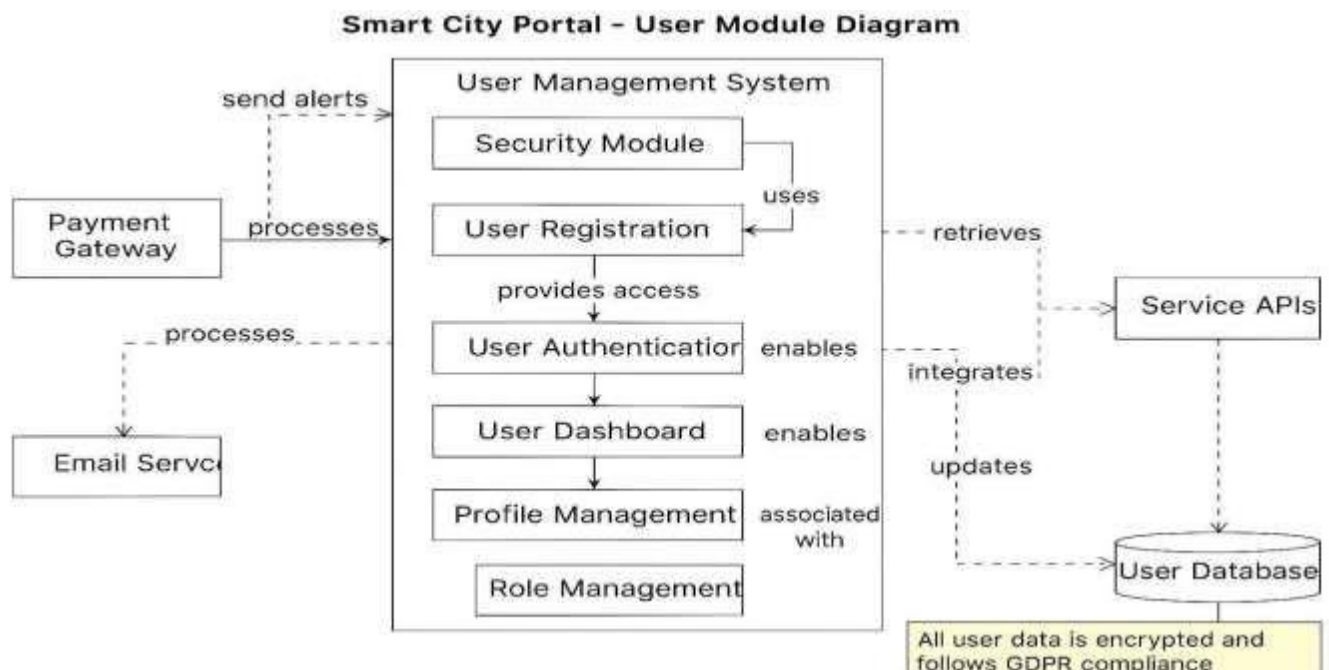 Smart City Portal – User Module Diagram
User Management System
send alerts
Security Module
uses
Payment
Gateway
processes
User Registration
retrieves
provides access
Service APIs
processes
User Authentication
enables
integrates
User Dashboard
enables
Email Servce
updates
Profile Management
associated
with
User Database
Role Management
All user data is encrypted and
follows GDPR compliance